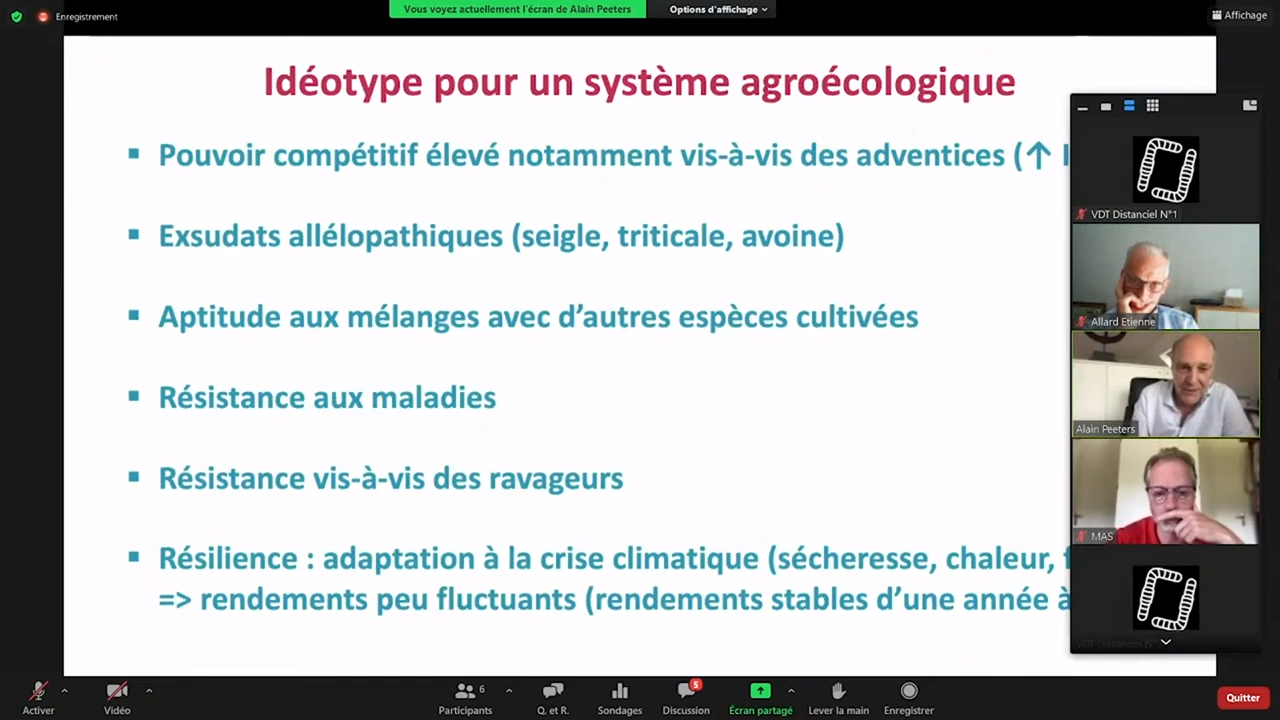 Enregistrement
Vous voyez actuellement l'écran de Alain Peeters
Options d'affichage
Affichage
Idéotype pour un système agroécologique
▪ Pouvoir compétitif élevé notamment vis-à-vis des adventices (↑
▪ Exsudats allélopathiques (seigle, triticale, avoine)
▪ Aptitude aux mélanges avec d'autres espèces cultivées
▪ Résistance aux maladies
▪ Résistance vis-à-vis des ravageurs
▪ Résilience : adaptation à la crise climatique (sécheresse, chaleur,
=> rendements peu fluctuants (rendements stables d'une année à
VDT Distanciel N°1
Allard Etienne
Alain Peeters
MAS
Activer
Vidéo
Participants 6
Q. et R.
Sondages
Discussion 5
Écran partagé
Lever la main
Enregistrer
Quitter